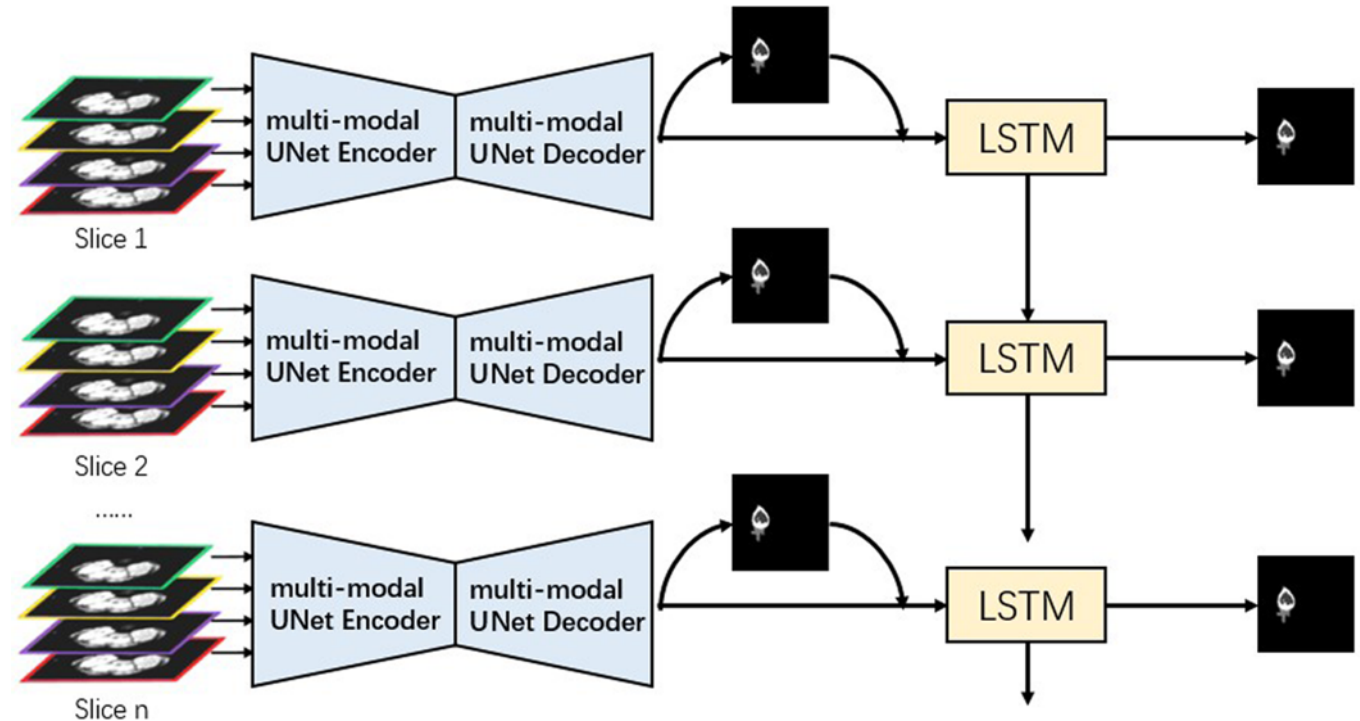 multi-modal
UNet Encoder
multi-modal
UNet Decoder
LSTM
Slice 1
multi-modal
UNet Encoder
multi-modal
UNet Decoder
LSTM
Slice 2
......
multi-modal
UNet Encoder
multi-modal
UNet Decoder
LSTM
Slice n